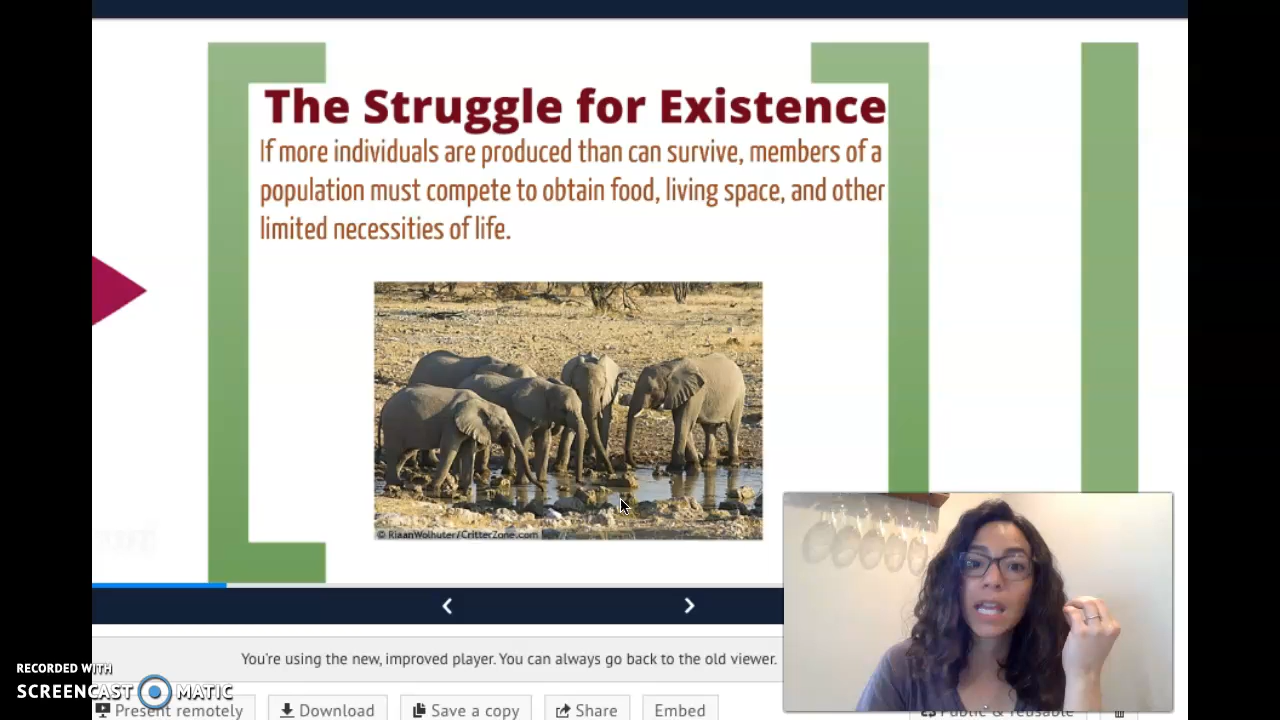 The Struggle for Existence
If more individuals are produced than can survive, members of a
population must compete to obtain food, living space, and other
limited necessities of life.
© RiaanWolhuter/CritterZone.com
You're using the new, improved player. You can always go back to the old viewer.
RECORDED WITH
SCREENCAST MATIC
Present remotely
Download
Save a copy
Share
Embed
Public & reusable